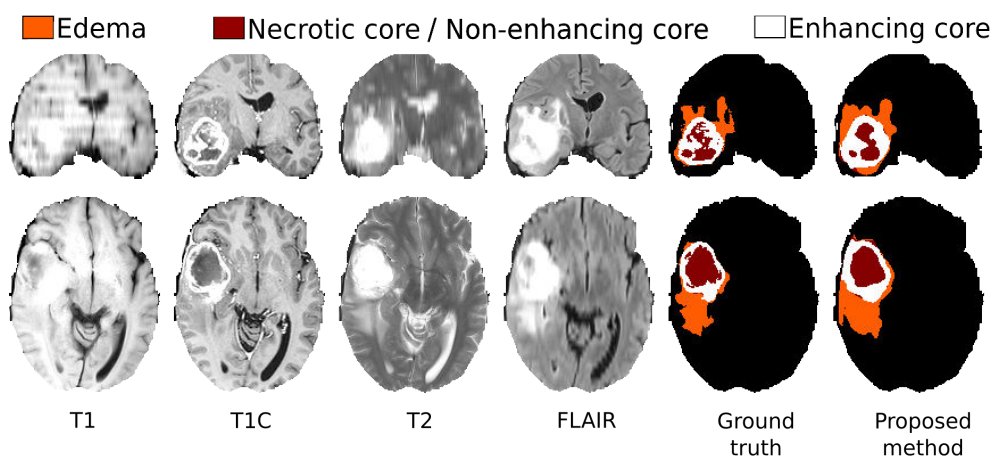 Edema
Necrotic core / Non-enhancing core
Enhancing core
T1
T1C
T2
FLAIR
Ground
truth
Proposed
method